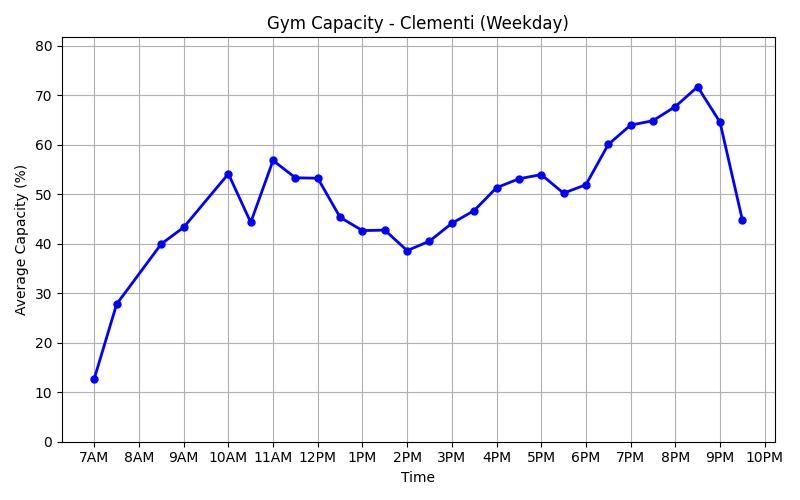 Gym Capacity - Clementi (Weekday)
Average Capacity (%)
80
70
60
50
40
30
20
10
0
7AM 8AM 9AM 10AM 11AM 12PM 1PM 2PM 3PM 4PM 5PM 6PM 7PM 8PM 9PM 10PM
Time